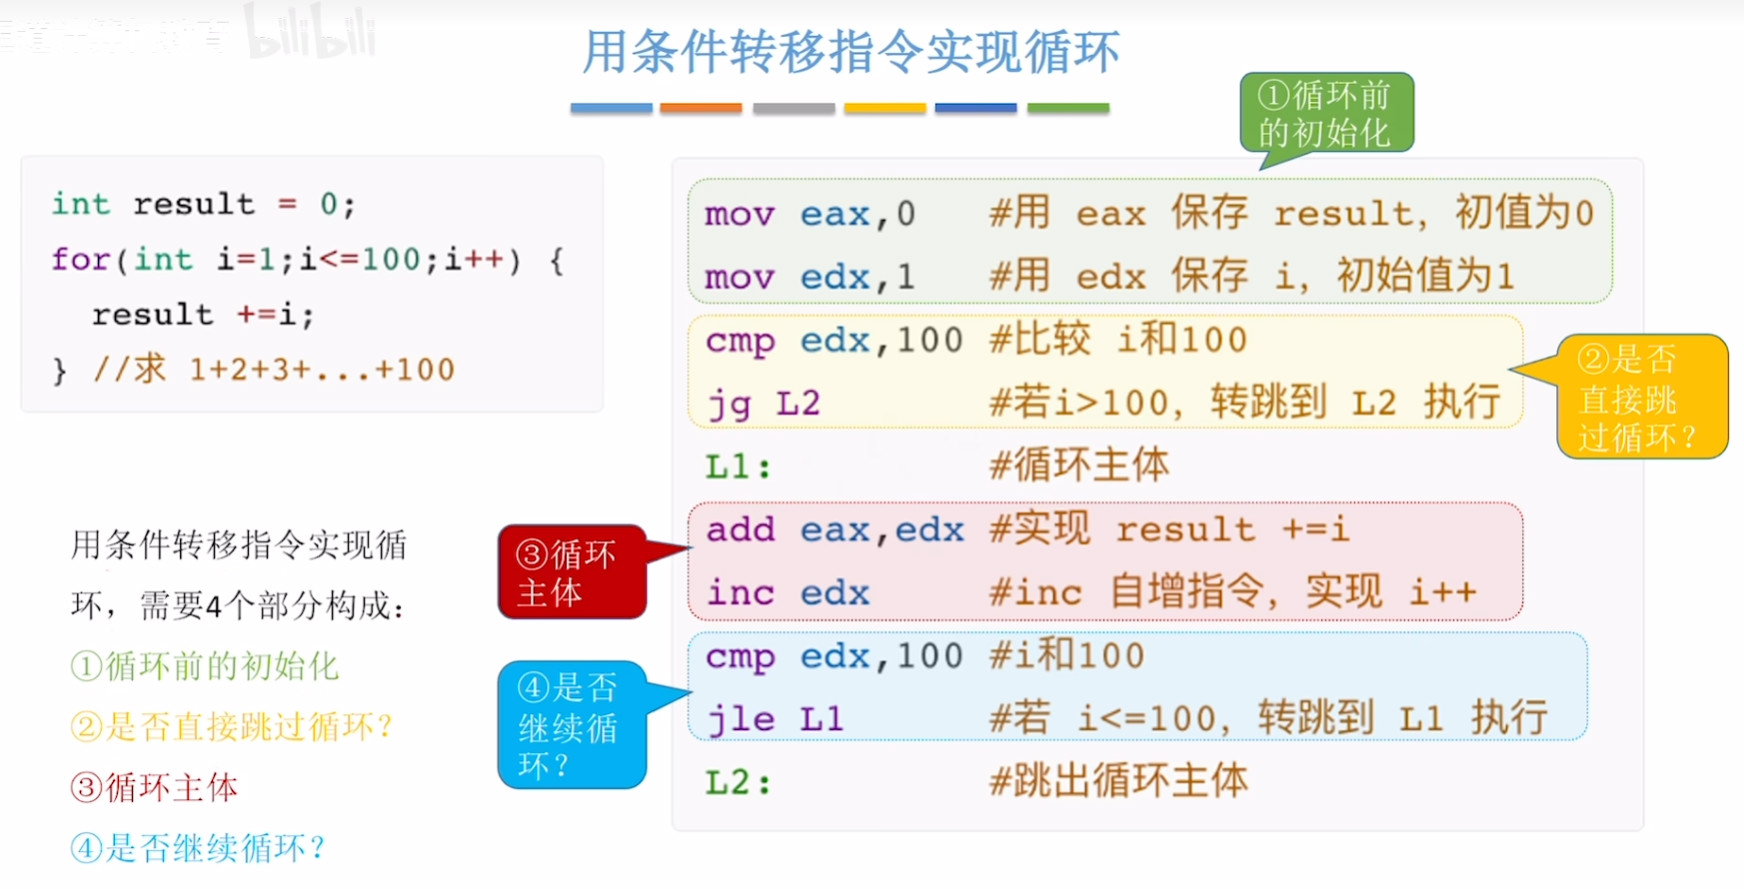 bilibili
用条件转移指令实现循环
①循环前
的初始化
int result = 0;
for(int i=1;i<=100;i++) {
result +=i;
} //求 1+2+3+...+100
mov eax,0 #用 eax 保存 result, 初值为0
mov edx,1 #用 edx 保存 i, 初始值为1
cmp edx,100 #比较 i和100
jg L2 #若i>100, 转跳到 L2 执行
②是否
直接跳
过循环?
L1: #循环主体
add eax,edx #实现 result +=i
inc edx #inc 自增指令, 实现 i++
③循环
主体
cmp edx,100 #i和100
jle L1 #若 i<=100, 转跳到 L1 执行
④是否
继续循
环?
L2: #跳出循环主体
用条件转移指令实现循
环, 需要4个部分构成:
①循环前的初始化
②是否直接跳过循环?
③循环主体
④是否继续循环?